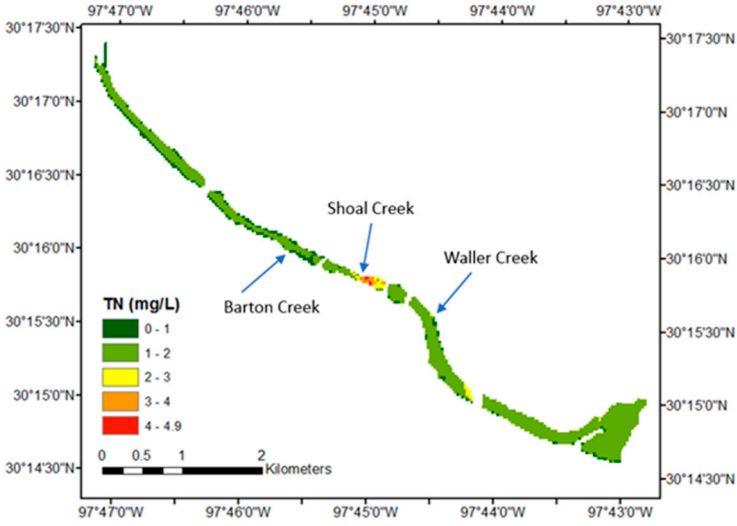 97°47'0"W 97°46'0"W 97°45'0"W 97°44'0"W 97°43'0"W
30°17'30"N 30°17'30"N
30°17'0"N 30°17'0"N
30°16'30"N 30°16'30"N
Shoal Creek
30°16'0"N 30°16'0"N
Waller Creek
Barton Creek
TN (mg/L)
0 - 1
30°15'30"N 30°15'30"N
1 - 2
2 - 3
30°15'0"N 30°15'0"N
3 - 4
4 - 4.9
0 0.5 1 2
Kilometers
30°14'30"N 30°14'30"N
97°47'0"W 97°46'0"W 97°45'0"W 97°44'0"W 97°43'0"W